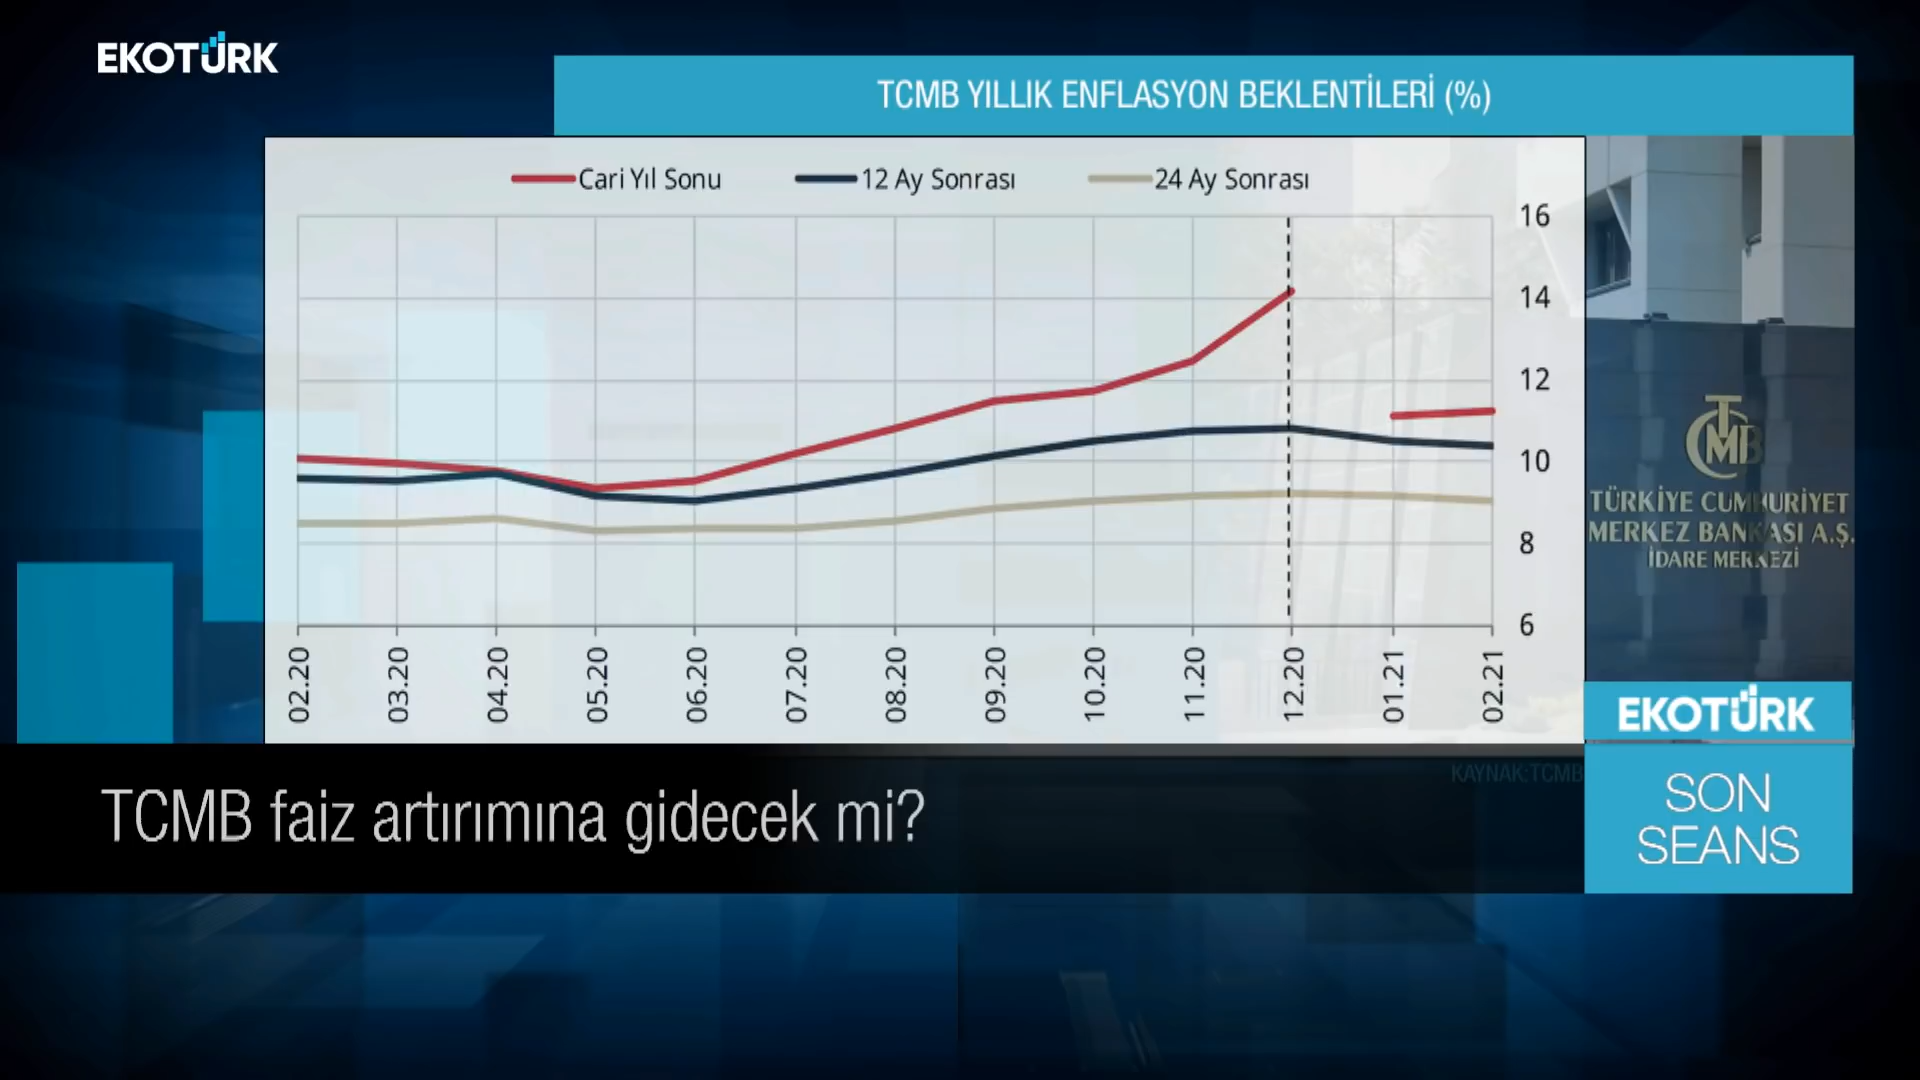 EKOTÜRK
TCMB YILLIK ENFLASYON BEKLENTİLERİ (%)
Cari Yıl Sonu
12 Ay Sonrası
24 Ay Sonrası
16
14
12
10
8
6
02.20
03.20
04.20
05.20
06.20
07.20
08.20
09.20
10.20
11.20
12.20
01.21
02.21
TCMB
TÜRKİYE CUMHURİYET
MERKEZ BANKASI A.Ş.
İDARE MERKEZİ
EKOTÜRK
KAYNAK:TCMB
TCMB faiz artırımına gidecek mi?
SON
SEANS